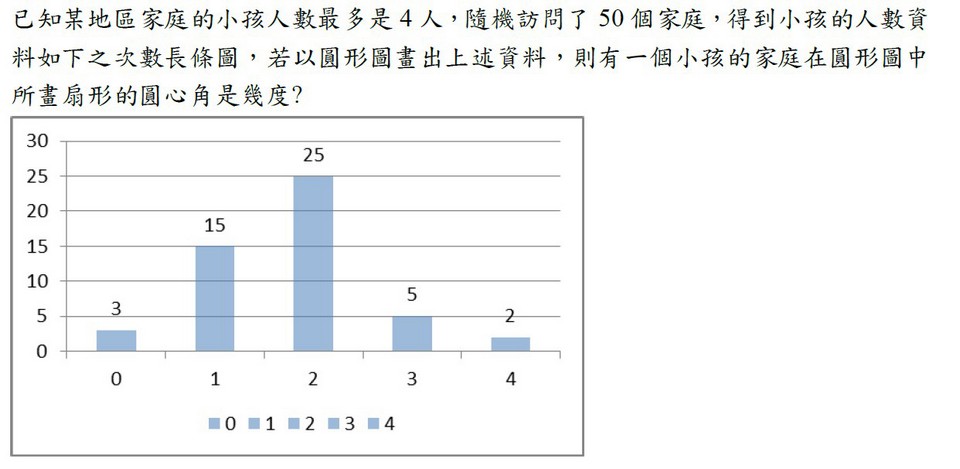 已知某地區家庭的小孩人數最多是 4 人，隨機訪問了 50 個家庭，得到小孩的人數資
料如下之次數長條圖，若以圓形圖畫出上述資料，則有一個小孩的家庭在圓形圖中
所畫扇形的圓心角是幾度?
30
25
25
20
15
15
10
5
5
3
2
0
0 1 2 3 4
0 1 2 3 4